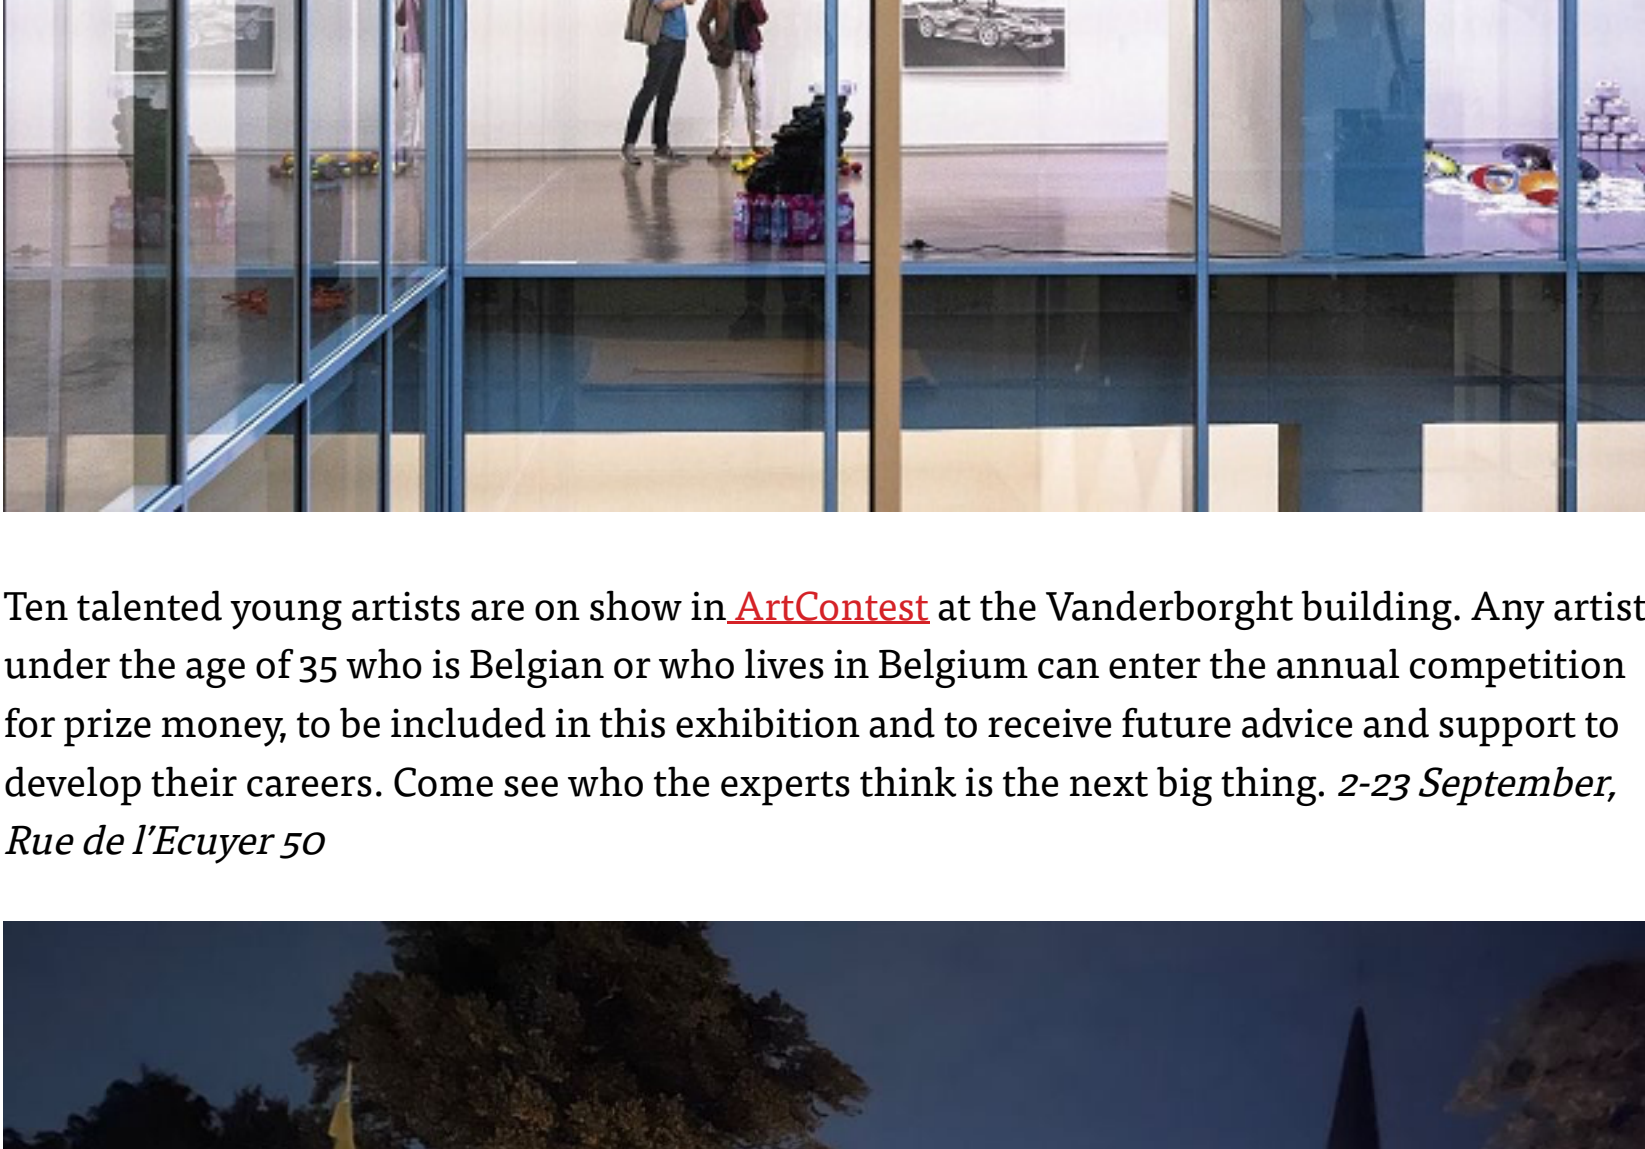 Ten talented young artists are on show in ArtContest at the Vanderborght building. Any artist
under the age of 35 who is Belgian or who lives in Belgium can enter the annual competition
for prize money, to be included in this exhibition and to receive future advice and support to
develop their careers. Come see who the experts think is the next big thing. 2-23 September,
Rue de l’Ecuyer 50